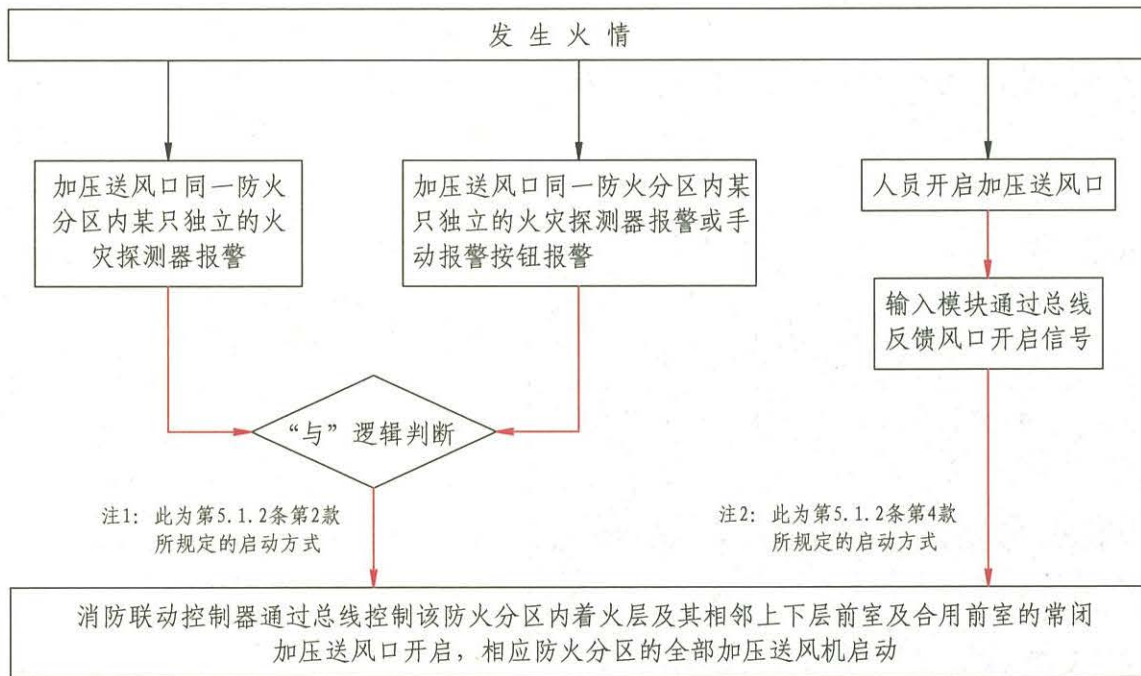 发生火情
加压送风口同一防火
分区内某只独立的火
灾探测器报警
加压送风口同一防火分区内某
只独立的火灾探测器报警或手
动报警按钮报警
人员开启加压送风口
输入模块通过总线
反馈风口开启信号
“与”逻辑判断
注1: 此为第5.1.2条第2款
所规定的启动方式
注2: 此为第5.1.2条第4款
所规定的启动方式
消防联动控制器通过总线控制该防火分区内着火层及其相邻上下层前室及合用前室的常闭
加压送风口开启，相应防火分区的全部加压送风机启动